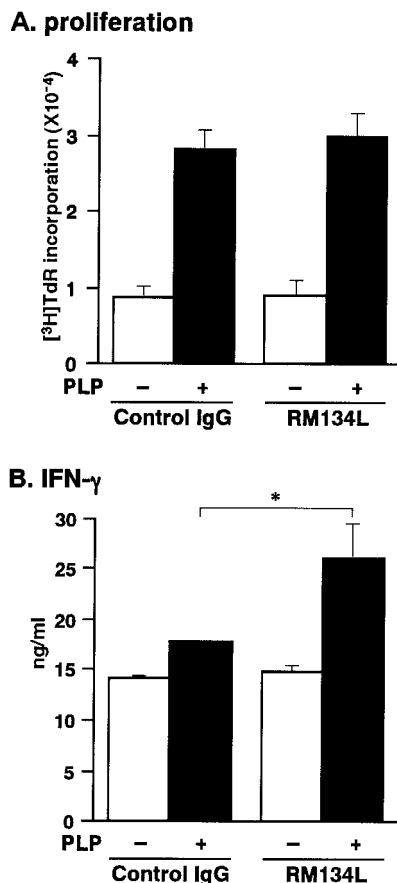 A. proliferation
[³H]TdR incorporation (X10⁻⁴)
4
3
2
1
0
PLP – + – +
Control IgG RM134L
B. IFN-γ
*
ng/ml
30
25
20
15
10
5
0
PLP – + – +
Control IgG RM134L